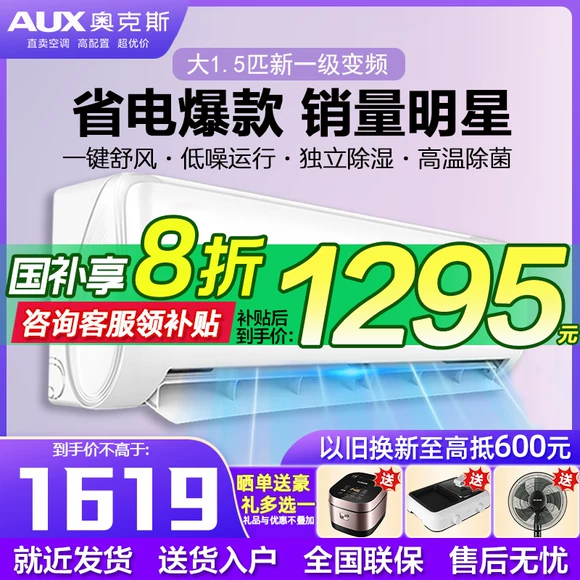 AUX奥克斯
直卖空调 高配置 超优价
大1.5匹新一级变频
省电爆款 销量明星
一键舒风·低噪运行·独立除湿·高温除菌
国补享8折
咨询客服领补贴
补贴后
到手价:
1295元
到手价不高于:
1619
以旧换新至高抵600元
晒单送豪
礼多选一
礼品与优惠不叠加
送
送
送
就近发货 送货入户 全国联保 售后无忧